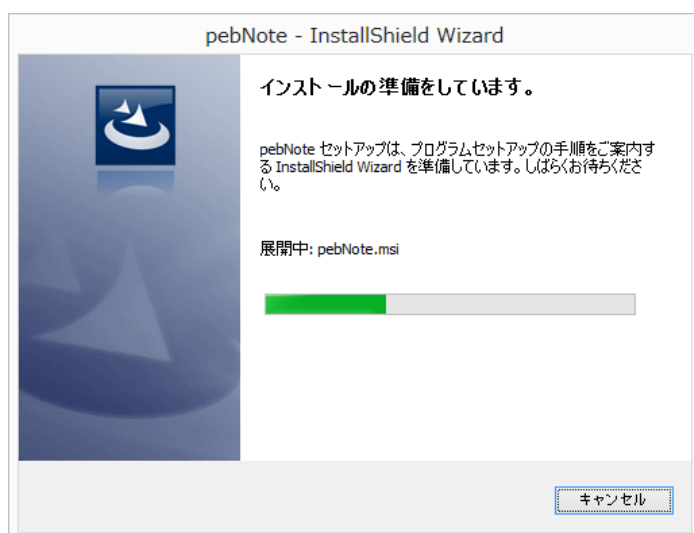 pebNote - InstallShield Wizard
インストールの準備をしています。
pebNote セットアップは、プログラムセットアップの手順をご案内す
る InstallShield Wizard を準備しています。しばらくお待ちくださ
い。
展開中: pebNote.msi
キャンセル